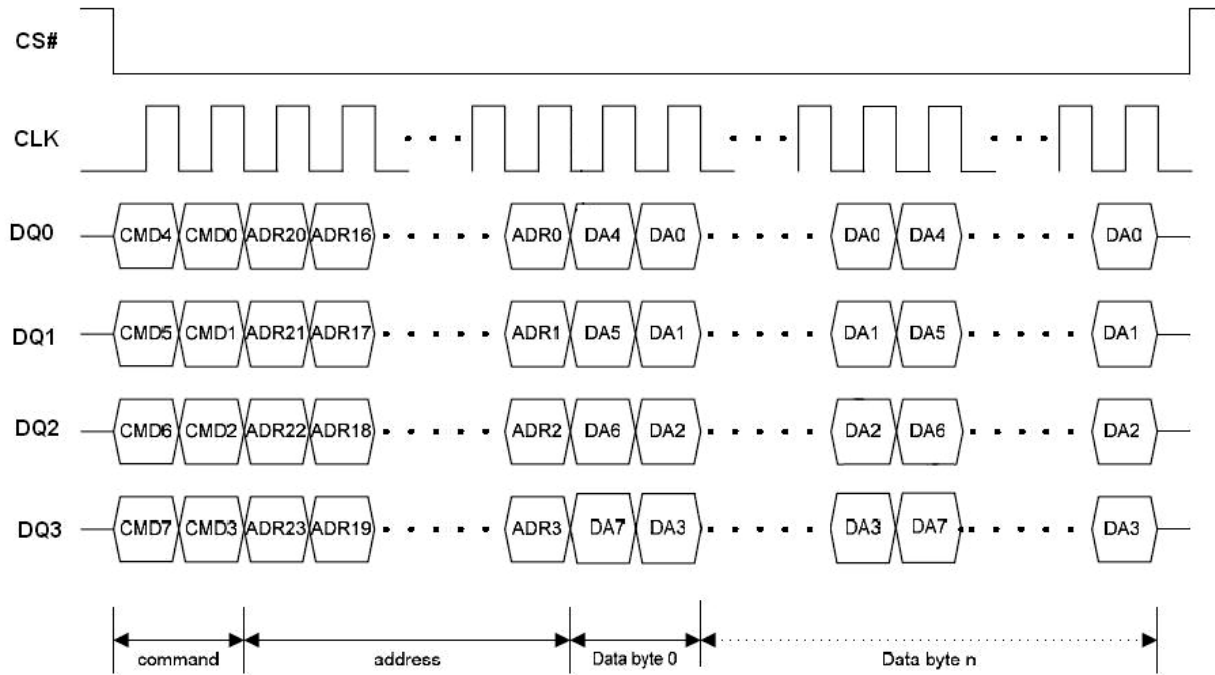 CS#
CLK
DQ0 CMD4 CMD0 ADR20 ADR16 ADR0 DA4 DA0 DA0 DA4 DA0
DQ1 CMD5 CMD1 ADR21 ADR17 ADR1 DA5 DA1 DA1 DA5 DA1
DQ2 CMD6 CMD2 ADR22 ADR18 ADR2 DA6 DA2 DA2 DA6 DA2
DQ3 CMD7 CMD3 ADR23 ADR19 ADR3 DA7 DA3 DA3 DA7 DA3
command address Data byte 0 Data byte n